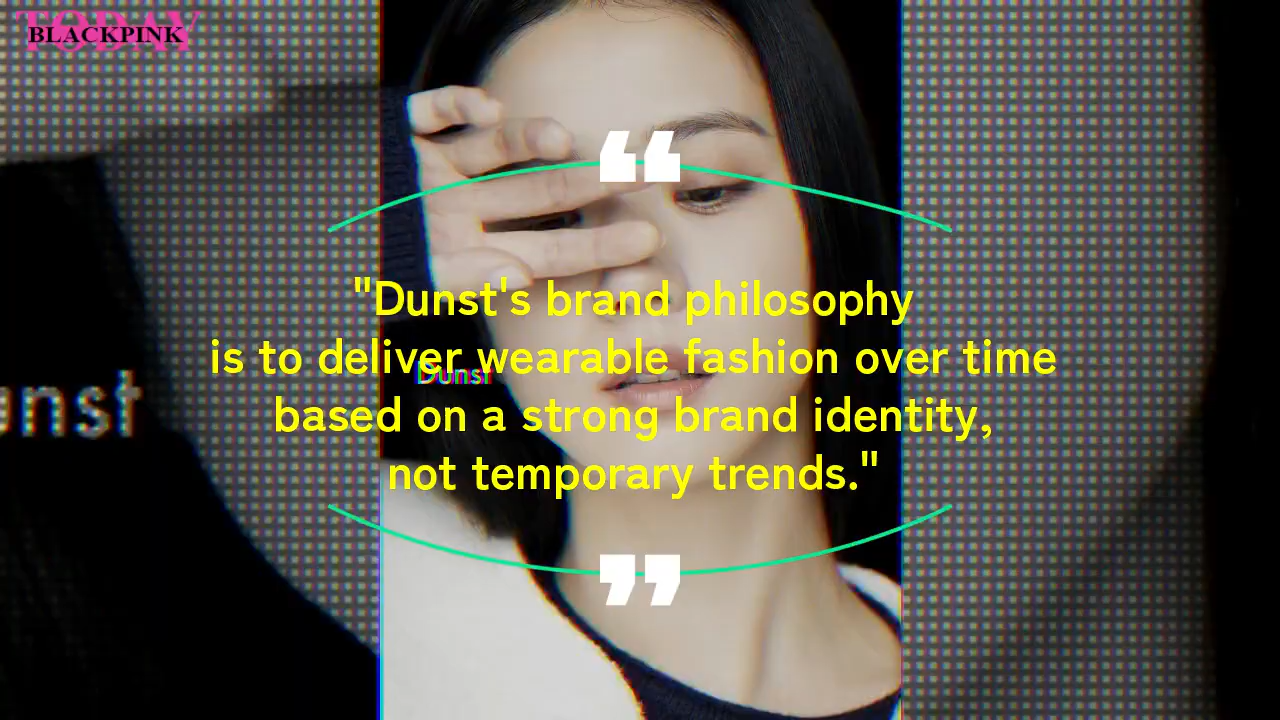 TODAY
BLACKPINK
"Dunst's brand philosophy
is to deliver wearable fashion over time
Dunst
based on a strong brand identity,
not temporary trends."
unst